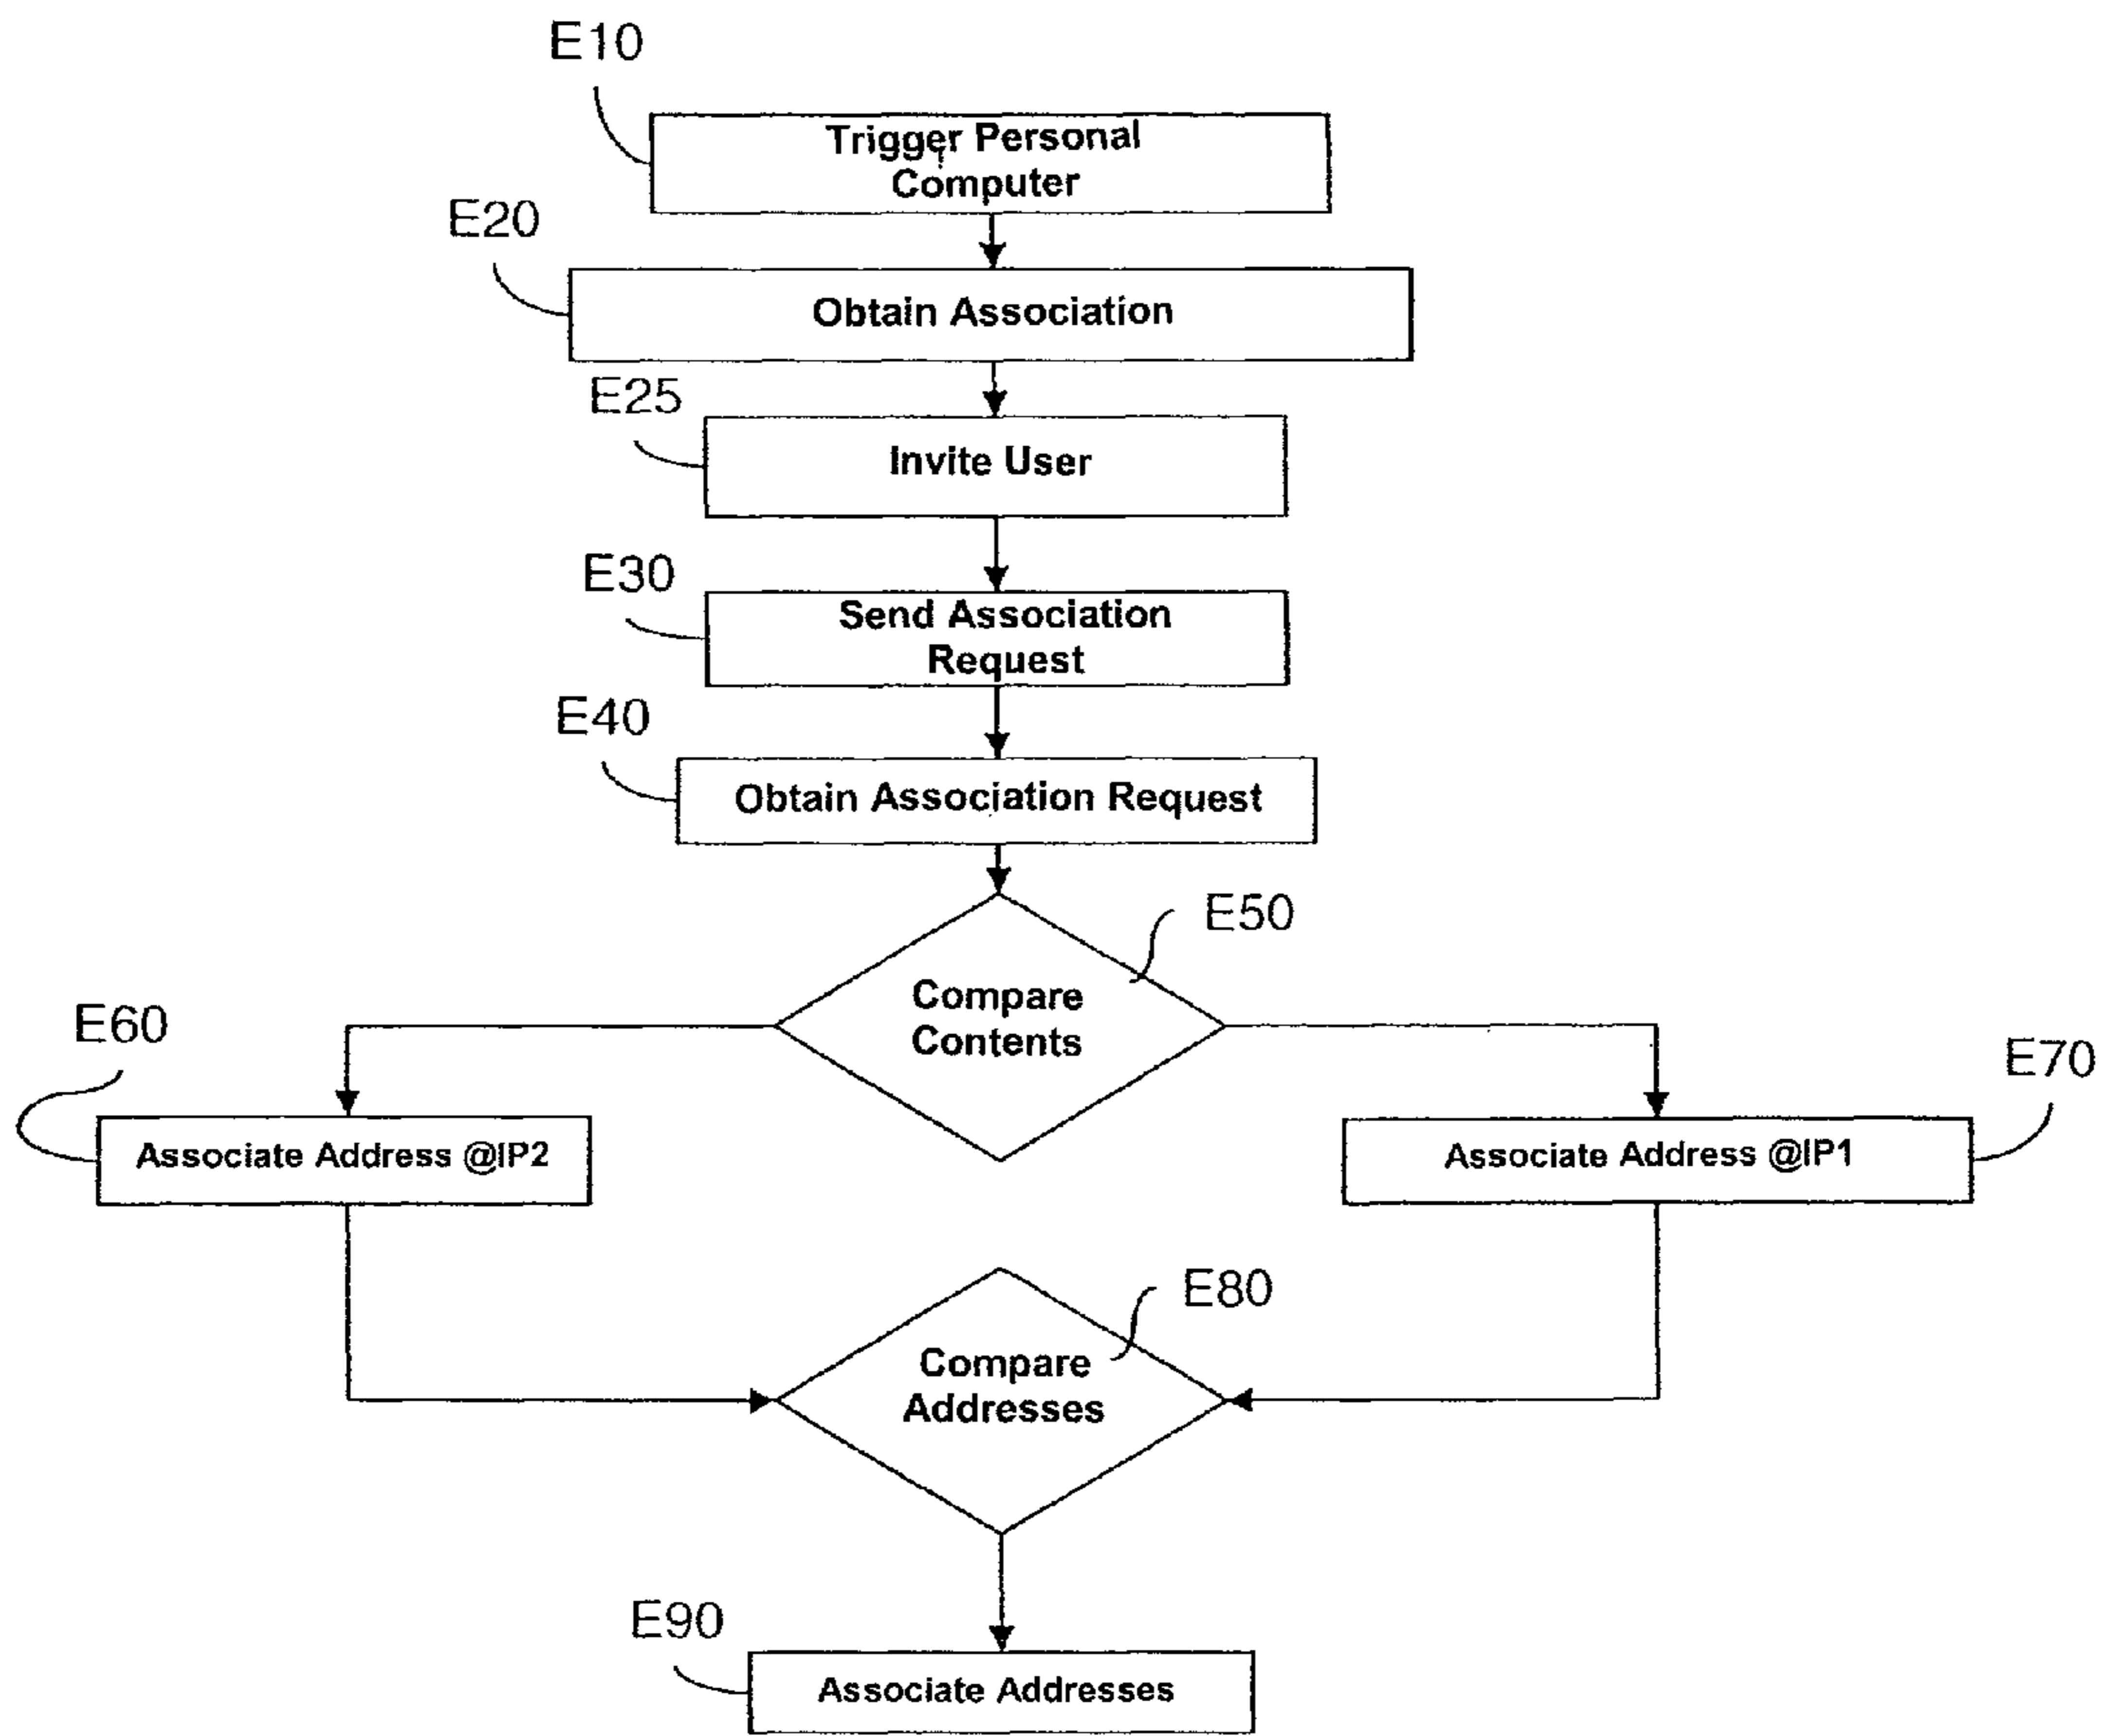 E10
Trigger Personal
Computer
E20
Obtain Association
E25
Invite User
E30
Send Association
Request
E40
Obtain Association Request
E50
Compare
Contents
E60
Associate Address @IP2
E70
Associate Address @IP1
E80
Compare
Addresses
E90
Associate Addresses